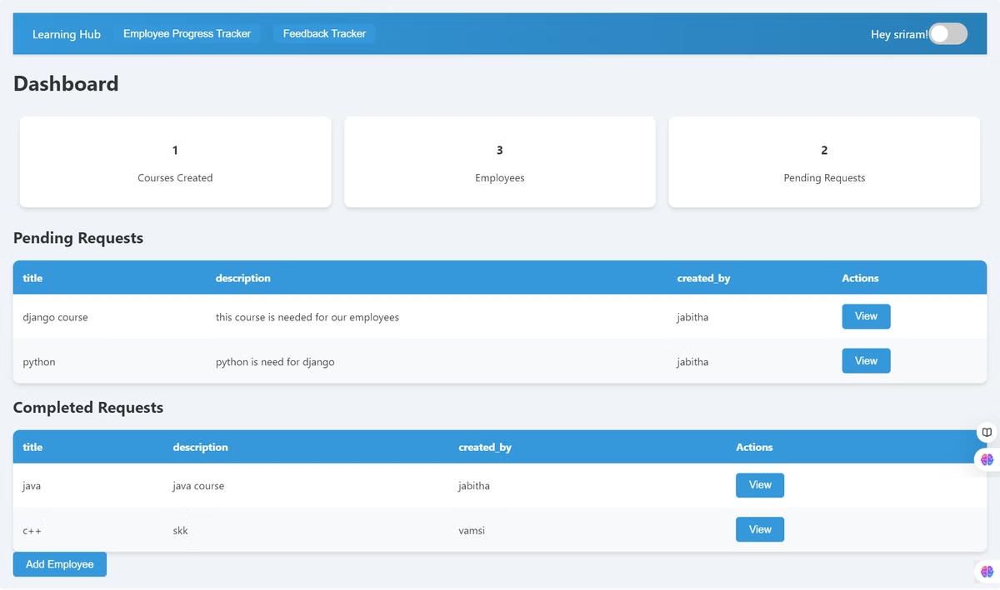 Learning Hub Employee Progress Tracker Feedback Tracker Hey sriram!
Dashboard
1 3 2
Courses Created Employees Pending Requests
Pending Requests
title description created_by Actions
django course this course is needed for our employees jabitha View
python python is need for django jabitha View
Completed Requests
title description created_by Actions
java java course jabitha View
c++ skk vamsi View
Add Employee